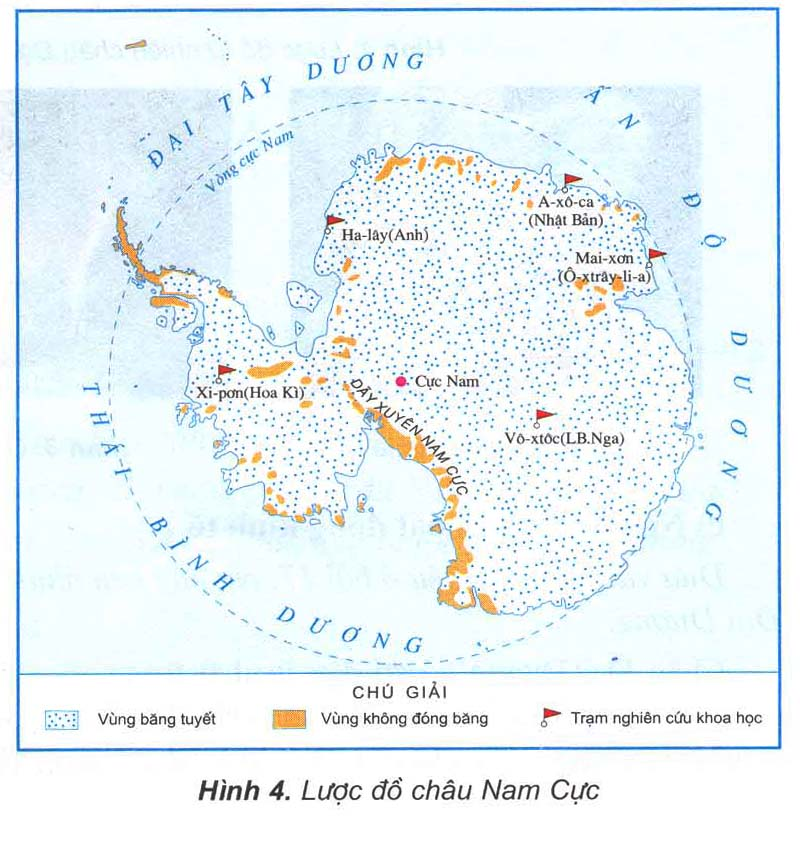 ĐẠI TÂY DƯƠNG
ẤN ĐỘ DƯƠNG
Vòng cực Nam
A-xô-ca
(Nhật Bản)
Ha-lây(Anh)
Mai-xơn
(Ô-xtrây-li-a)
Xi-pơn(Hoa Kì)
Cực Nam
DÃY XUYÊN NAM CỰC
Vô-xtốc(LB.Nga)
THÁI BÌNH DƯƠNG
CHÚ GIẢI
Vùng băng tuyết
Vùng không đóng băng
Trạm nghiên cứu khoa học
Hình 4. Lược đồ châu Nam Cực